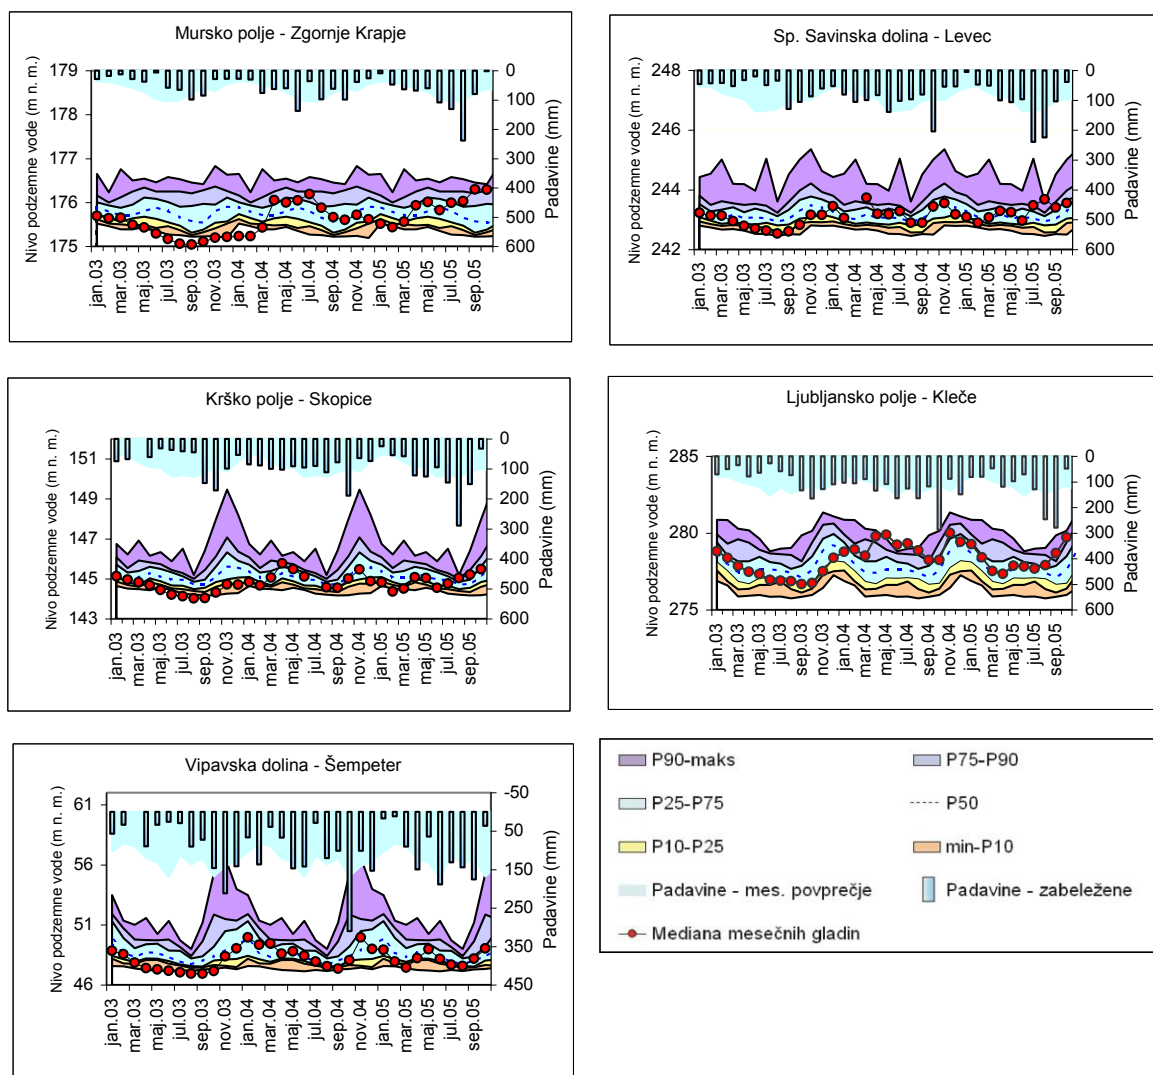 Mursko polje - Zgornje Krapje
Nivo podzemne vode (m n. m.)
179
178
177
176
175
0
100
200
300
400
500
600
Padavine (mm)
jan.03
mar.03
maj.03
jul.03
sep.03
nov.03
jan.04
mar.04
maj.04
jul.04
sep.04
nov.04
jan.05
mar.05
maj.05
jul.05
sep.05
Sp. Savinska dolina - Levec
Nivo podzemne vode (m n. m.)
248
246
244
242
0
100
200
300
400
500
600
Padavine (mm)
jan.03
mar.03
maj.03
jul.03
sep.03
nov.03
jan.04
mar.04
maj.04
jul.04
sep.04
nov.04
jan.05
mar.05
maj.05
jul.05
sep.05
Krško polje - Skopice
Nivo podzemne vode (m n. m.)
151
149
147
145
143
0
100
200
300
400
500
600
Padavine (mm)
jan.03
mar.03
maj.03
jul.03
sep.03
nov.03
jan.04
mar.04
maj.04
jul.04
sep.04
nov.04
jan.05
mar.05
maj.05
jul.05
sep.05
Ljubljansko polje - Kleče
Nivo podzemne vode (m n. m.)
285
280
275
0
100
200
300
400
500
600
Padavine (mm)
jan.03
mar.03
maj.03
jul.03
sep.03
nov.03
jan.04
mar.04
maj.04
jul.04
sep.04
nov.04
jan.05
mar.05
maj.05
jul.05
sep.05
Vipavska dolina - Šempeter
Nivo podzemne vode (m n. m.)
61
56
51
46
-50
50
150
250
350
450
Padavine (mm)
jan.03
mar.03
maj.03
jul.03
sep.03
nov.03
jan.04
mar.04
maj.04
jul.04
sep.04
nov.04
jan.05
mar.05
maj.05
jul.05
sep.05
P90-maks
P75-P90
P25-P75
P50
P10-P25
min-P10
Padavine - mes. povprečje
Padavine - zabeležene
Mediana mesečnih gladin